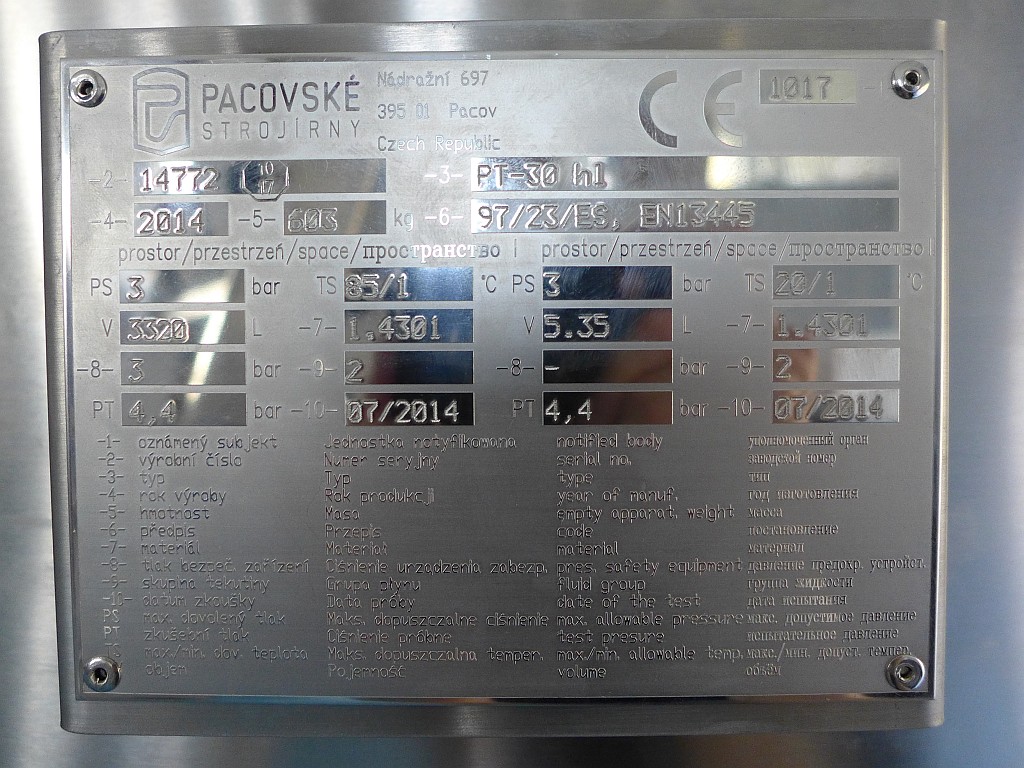 PACOVSKÉ
STROJÍRNY
Nádražní 697
395 01 Pacov
Czech Republic
CE 1017 -1-
-2- 14772 10 17 -3- PT-30 hl
-4- 2014 -5- 603 kg -6- 97/23/ES, EN13445
prostor/przestrzeń/space/пространство I prostor/przestrzeń/space/пространство II
PS 3 bar TS 85/1 °C PS 3 bar TS 20/1 °C
V 3320 L -7- 1.4301 V 5.35 L -7- 1.4301
-8- 3 bar -9- 2 -8- - bar -9- 2
PT 4,4 bar -10- 07/2014 PT 4,4 bar -10- 07/2014
-1- oznámený subjekt Jednostka notyfikowana notified body уполномоченный орган
-2- výrobní číslo Numer seryjny serial no. заводской номер
-3- typ Typ type тип
-4- rok výroby Rok produkcji year of manuf. год изготовления
-5- hmotnost Masa empty apparat. weight масса
-6- předpis Przepis code постановление
-7- materiál Materiał material материал
-8- tlak bezpeč. zařízení Ciśnienie urządzenia zabezp. pres. safety equipment давление предохр. устройст.
-9- skupina tekutiny Grupa płynu fluid group группа жидкости
-10- datum zkoušky Data próby date of the test дата испытания
PS max. dovolený tlak Maks. dopuszczalne ciśnienie max. allowable pressure макс. допустимое давление
PT zkušební tlak Ciśnienie próbne test presure испытательное давление
TS max./min. dov. teplota Maks. dopuszczalna temper. max./min. allowable temp. макс./мин. допуст. темпер.
objem Pojemność volume объём